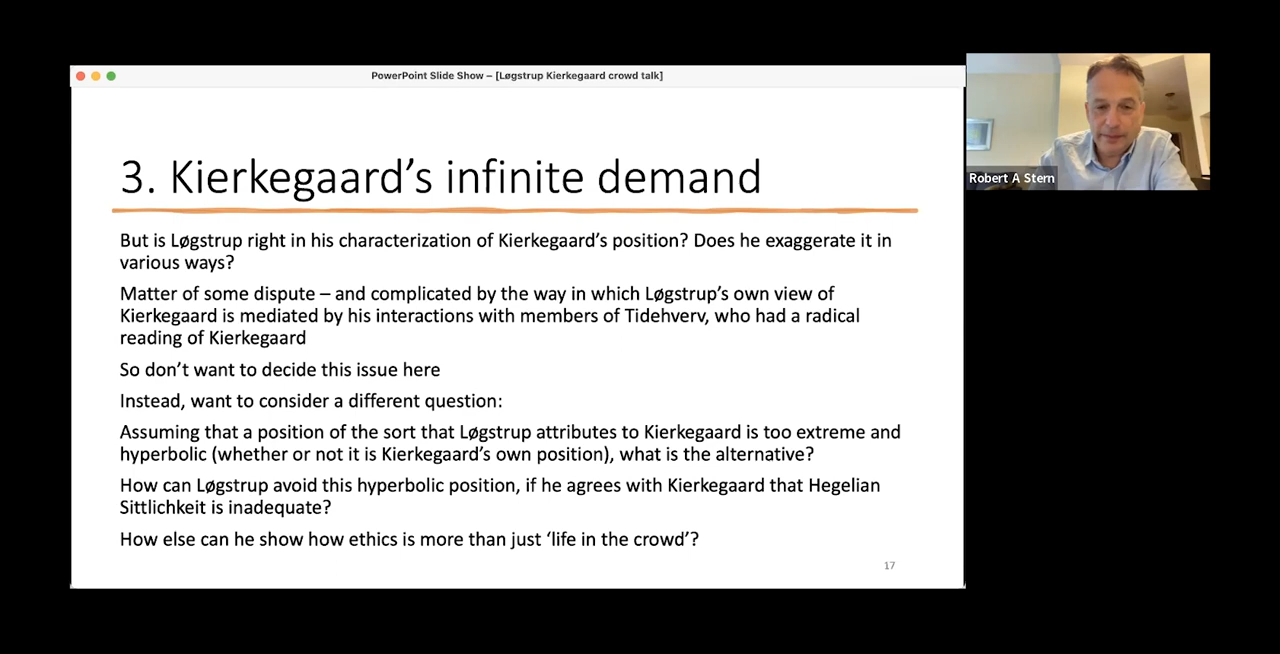 PowerPoint Slide Show – [Løgstrup Kierkegaard crowd talk]
3. Kierkegaard's infinite demand
But is Løgstrup right in his characterization of Kierkegaard's position? Does he exaggerate it in
various ways?
Matter of some dispute – and complicated by the way in which Løgstrup's own view of
Kierkegaard is mediated by his interactions with members of Tidehverv, who had a radical
reading of Kierkegaard
So don't want to decide this issue here
Instead, want to consider a different question:
Assuming that a position of the sort that Løgstrup attributes to Kierkegaard is too extreme and
hyperbolic (whether or not it is Kierkegaard's own position), what is the alternative?
How can Løgstrup avoid this hyperbolic position, if he agrees with Kierkegaard that Hegelian
Sittlichkeit is inadequate?
How else can he show how ethics is more than just 'life in the crowd'?
17
Robert A Stern